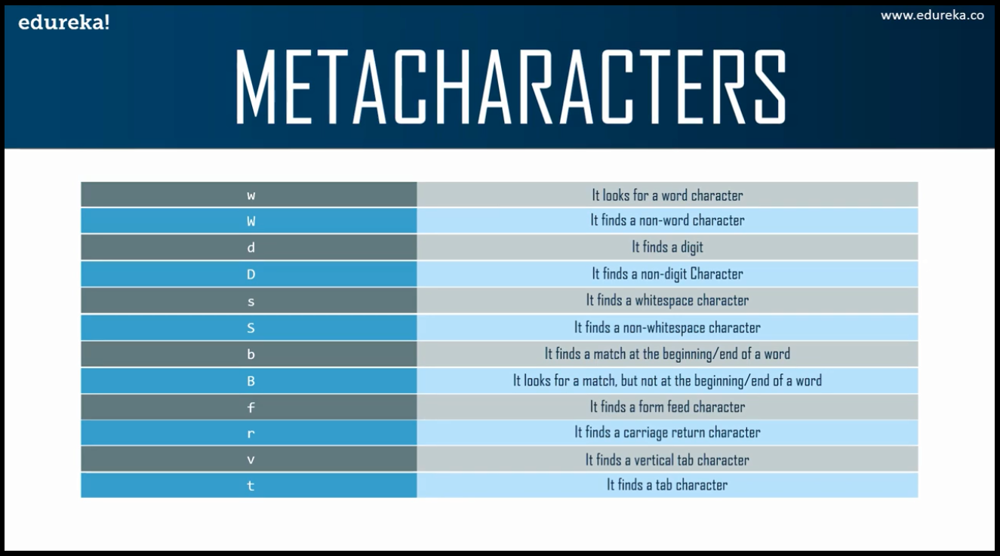 edureka!
www.edureka.co
METACHARACTERS
w It looks for a word character
W It finds a non-word character
d It finds a digit
D It finds a non-digit Character
s It finds a whitespace character
S It finds a non-whitespace character
b It finds a match at the beginning/end of a word
B It looks for a match, but not at the beginning/end of a word
f It finds a form feed character
r It finds a carriage return character
v It finds a vertical tab character
t It finds a tab character